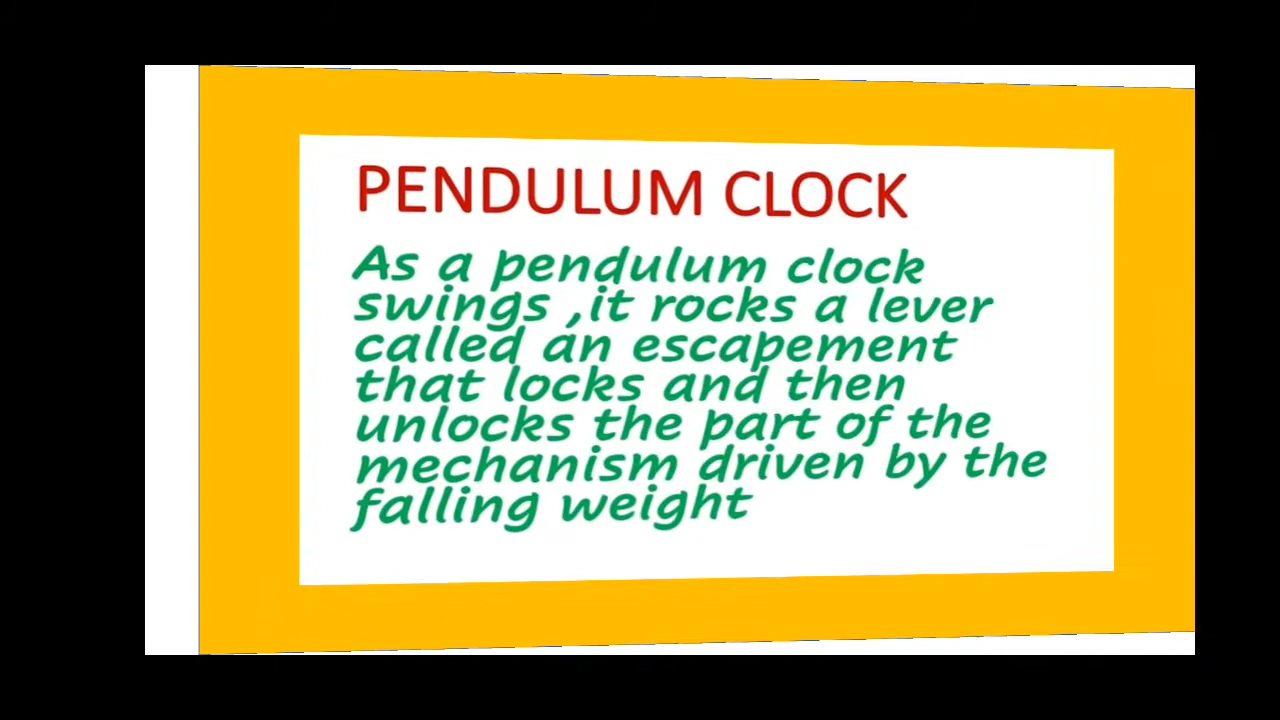 PENDULUM CLOCK
As a pendulum clock
swings ,it rocks a lever
called an escapement
that locks and then
unlocks the part of the
mechanism driven by the
falling weight